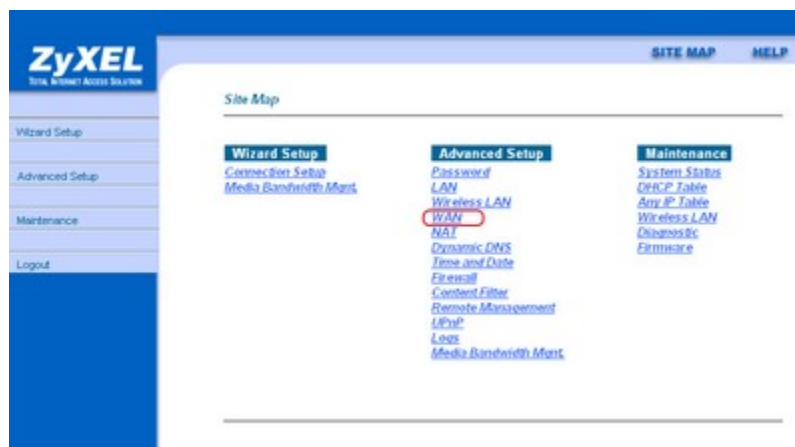 ZyXEL
TOTAL INTERNET ACCESS SOLUTION
SITE MAP
HELP
Wizard Setup
Advanced Setup
Maintenance
Logout
Site Map
Wizard Setup
Connection Setup
Media Bandwidth Mgnt.
Advanced Setup
Password
LAN
Wireless LAN
WAN
NAT
Dynamic DNS
Time and Date
Firewall
Content Filter
Remote Management
UPnP
Logs
Media Bandwidth Mgnt.
Maintenance
System Status
DHCP Table
Any IP Table
Wireless LAN
Diagnostic
Firmware